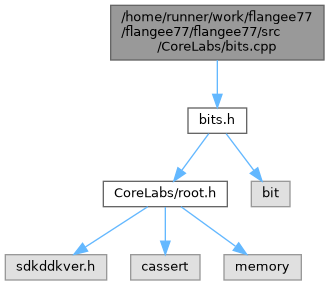 /home/runner/work/flangee77
/flangee77/flangee77/src
/CoreLabs/bits.cpp
bits.h
CoreLabs/root.h
bit
sdkddkver.h
cassert
memory